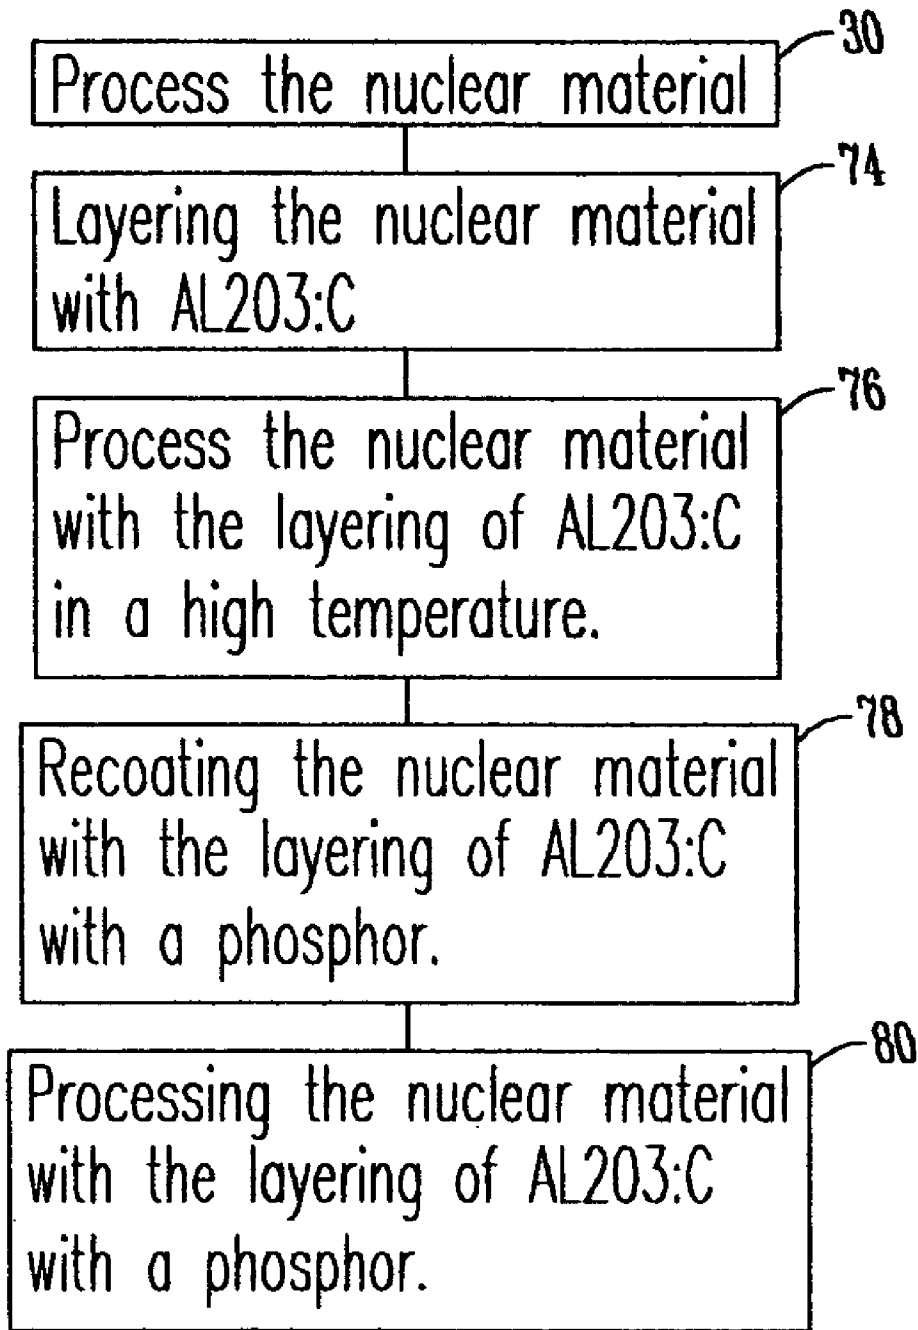 30
Process the nuclear material
74
Layering the nuclear material
with AL203:C
76
Process the nuclear material
with the layering of AL203:C
in a high temperature.
78
Recoating the nuclear material
with the layering of AL203:C
with a phosphor.
80
Processing the nuclear material
with the layering of AL203:C
with a phosphor.